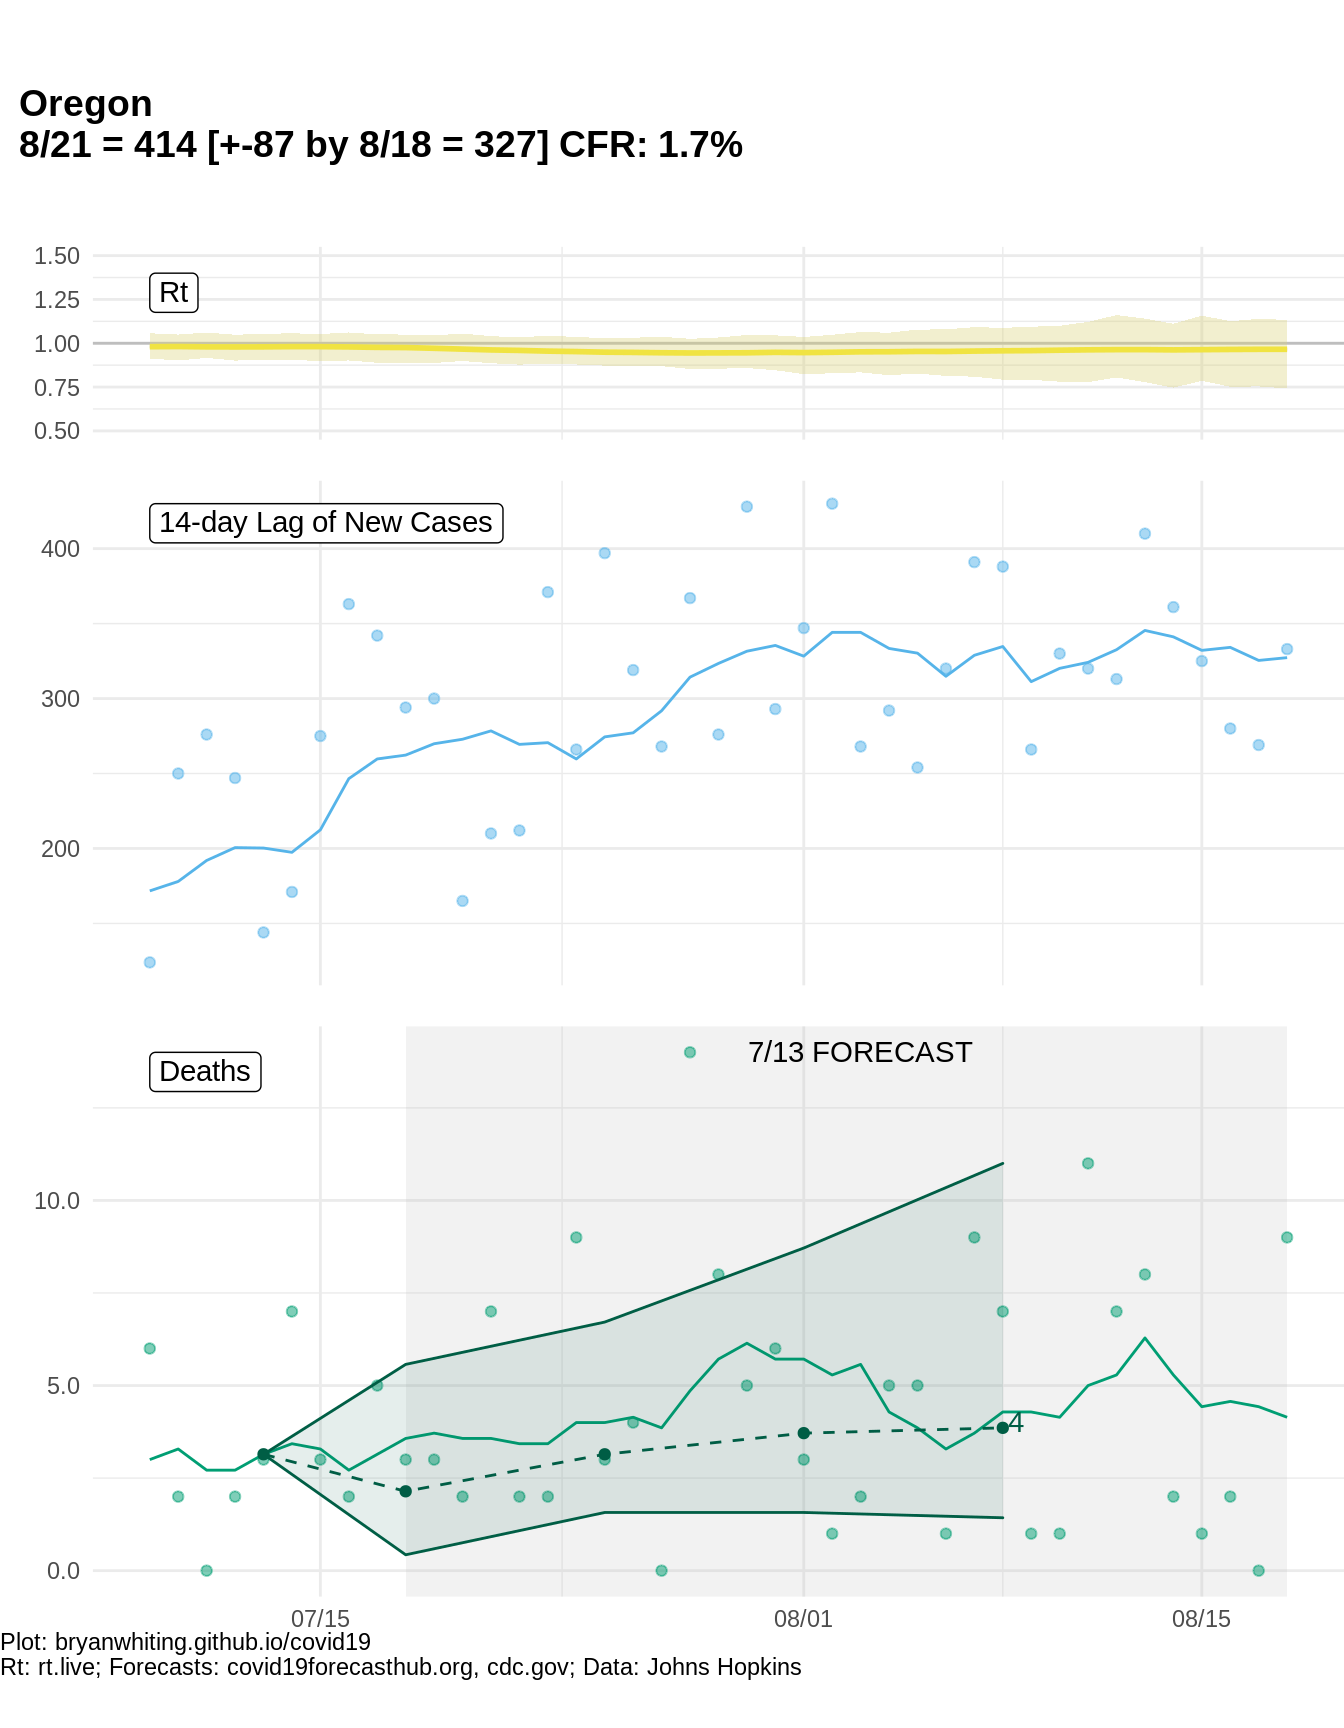 Oregon
8/21 = 414 [+-87 by 8/18 = 327] CFR: 1.7%
1.50
Rt
1.25
1.00
0.75
0.50
14-day Lag of New Cases
400
300
200
7/13 FORECAST
Deaths
10.0
5.0
4
0.0
07/15 08/01 08/15
Plot: bryanwhiting.github.io/covid19
Rt: rt.live; Forecasts: covid19forecasthub.org, cdc.gov; Data: Johns Hopkins